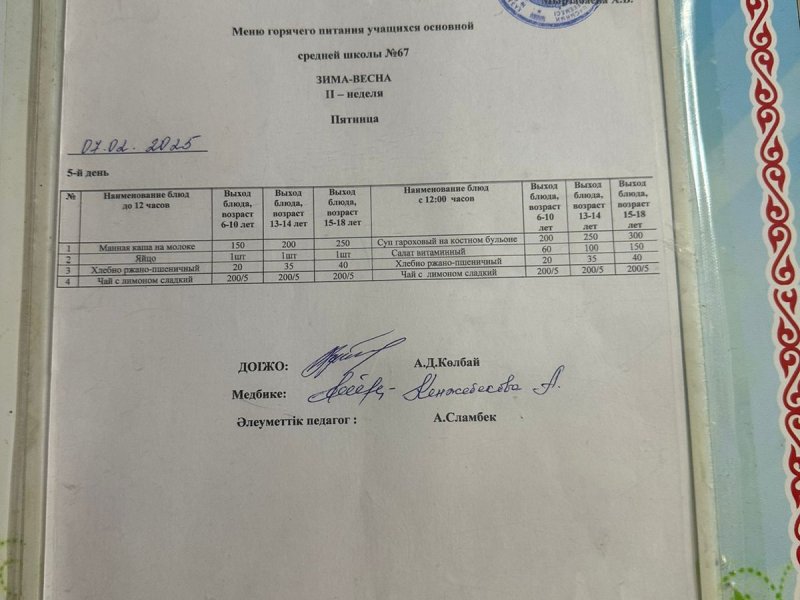 Меню горячего питания учащихся основной
средней школы №67
ЗИМА-ВЕСНА
II – неделя
Пятница
07.02. 2025
5-й день
№ Наименование блюд до 12 часов Выход блюда, возраст 6-10 лет Выход блюда, возраст 13-14 лет Выход блюда, возраст 15-18 лет Наименование блюд с 12:00 часов Выход блюда, возраст 6-10 лет Выход блюда, возраст 13-14 лет Выход блюда, возраст 15-18 лет
1 Манная каша на молоке 150 200 250 Суп гароховый на костном бульоне 200 250 300
2 Яйцо 1шт 1шт 1шт Салат витаминный 60 100 150
3 Хлебно ржано-пшеничный 20 35 40 Хлебно ржано-пшеничный 20 35 40
4 Чай с лимоном сладкий 200/5 200/5 200/5 Чай с лимоном сладкий 200/5 200/5 200/5
ДОІЖО: А.Д.Көлбай
Медбике: Кенжебекова А.
Әлеуметтік педагог : А.Сламбек